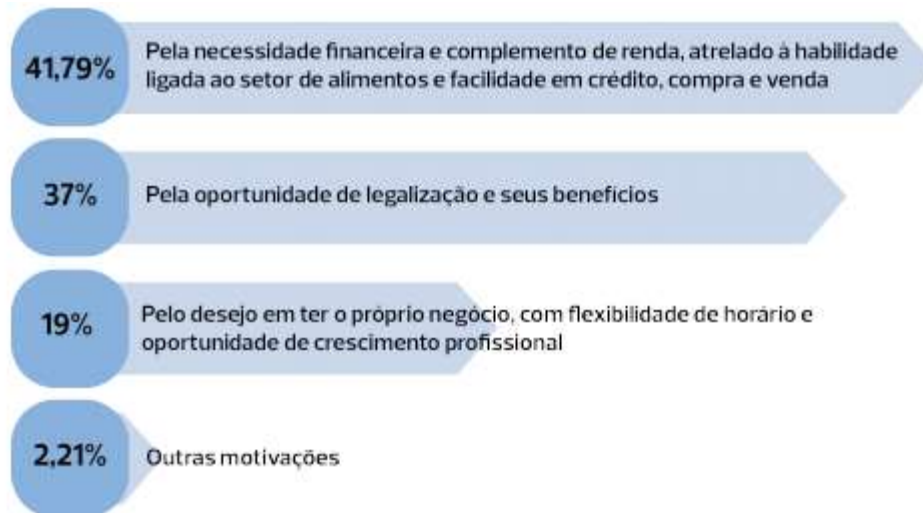 41,79%
Pela necessidade financeira e complemento de renda, atrelado à habilidade
ligada ao setor de alimentos e facilidade em crédito, compra e venda
37%
Pela oportunidade de legalização e seus benefícios
19%
Pelo desejo em ter o próprio negócio, com flexibilidade de horário e
oportunidade de crescimento profissional
2,21%
Outras motivações